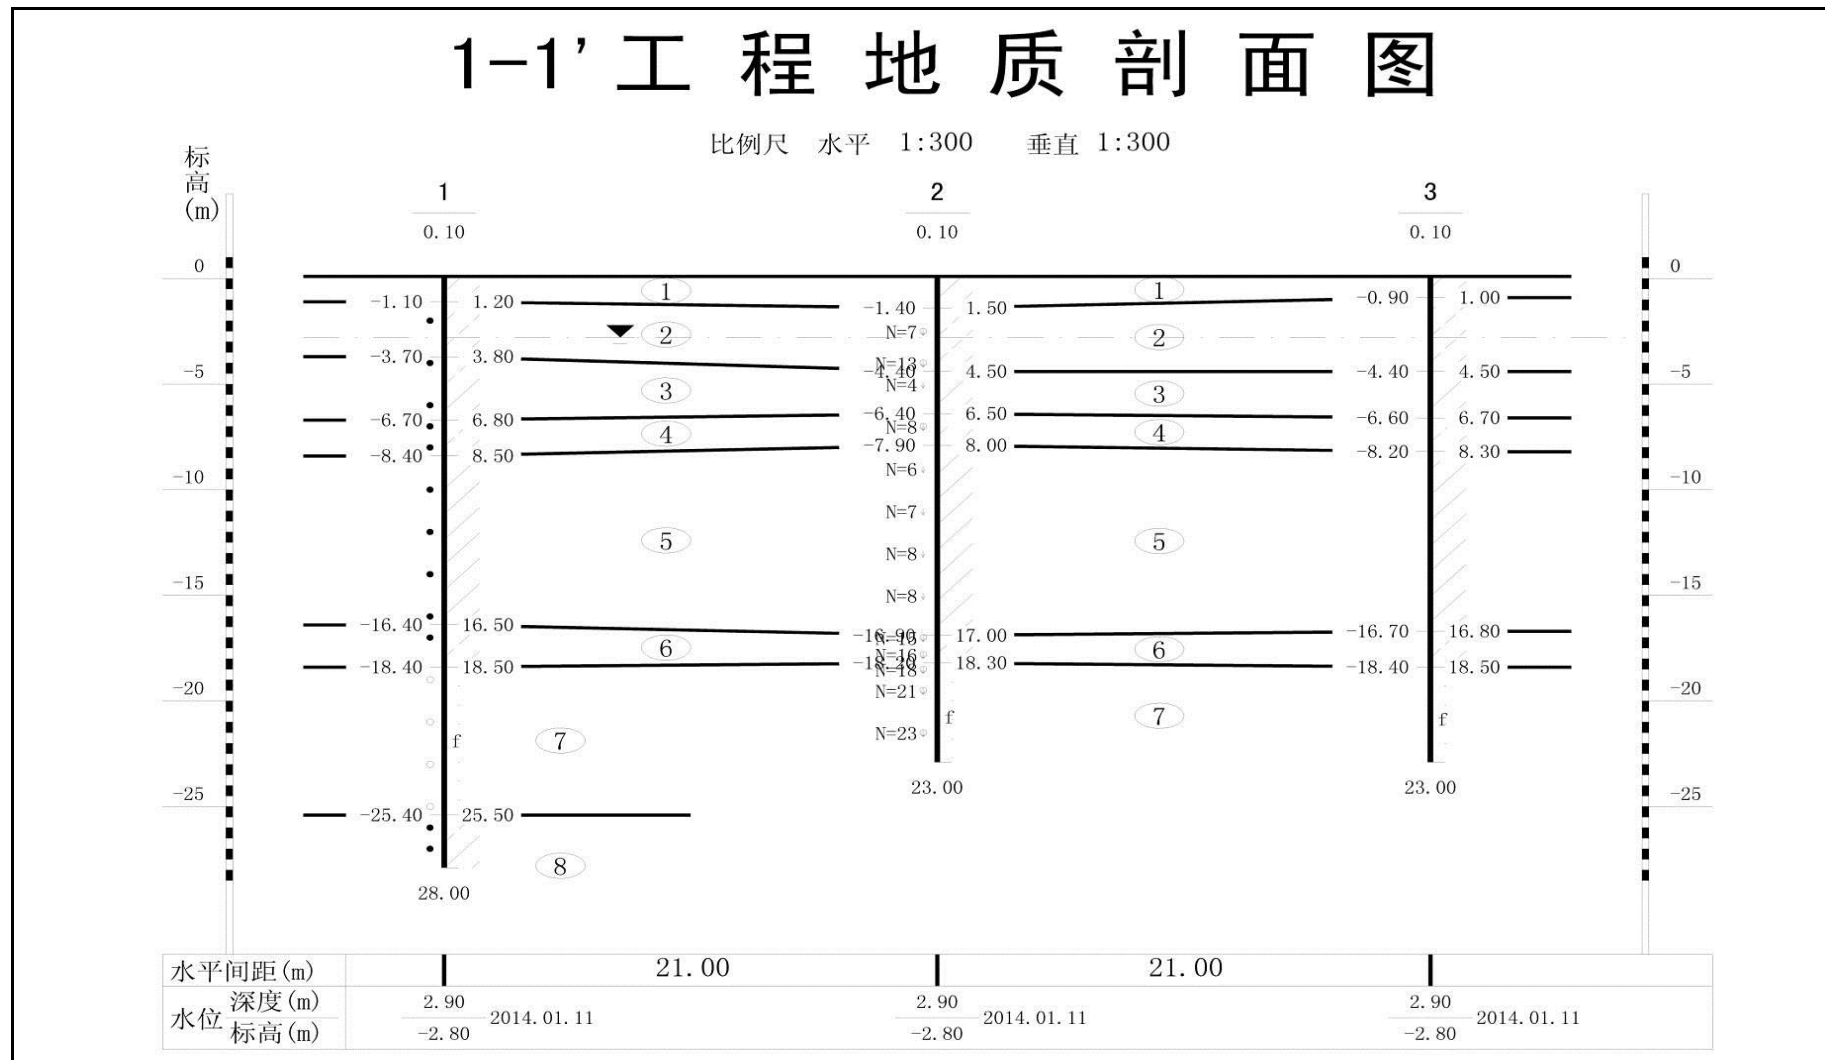 1-1’工程地质剖面图
比例尺 水平 1:300 垂直 1:300
标高(m)
1 2 3
0.10 0.10 0.10
0 0
① ①
-1.10 1.20 -1.40 1.50 -0.90 1.00
N=7
② ②
-3.70 3.80
N=13
-4.40 4.50 -4.40 4.50
-5 -5
N=4
③ ③
-6.70 6.80 -6.40 6.50 -6.60 6.70
N=8
④ ④
-8.40 8.50 -7.90 8.00 -8.20 8.30
N=6
-10 -10
N=7
⑤ ⑤
N=8
-15 -15
N=8
-16.40 16.50 -16.90 17.00 -16.70 16.80
⑥ ⑥
N=16
-18.40 18.50 -18.20 18.30 -18.40 18.50
N=18
-20 -20
N=21
f f
⑦
N=23
f ⑦
23.00 23.00
-25 -25
-25.40 25.50
⑧
28.00
水平间距(m) 21.00 21.00
水位 深度(m) 2.90 2.90 2.90
2014.01.11 2014.01.11 2014.01.11
标高(m) -2.80 -2.80 -2.80